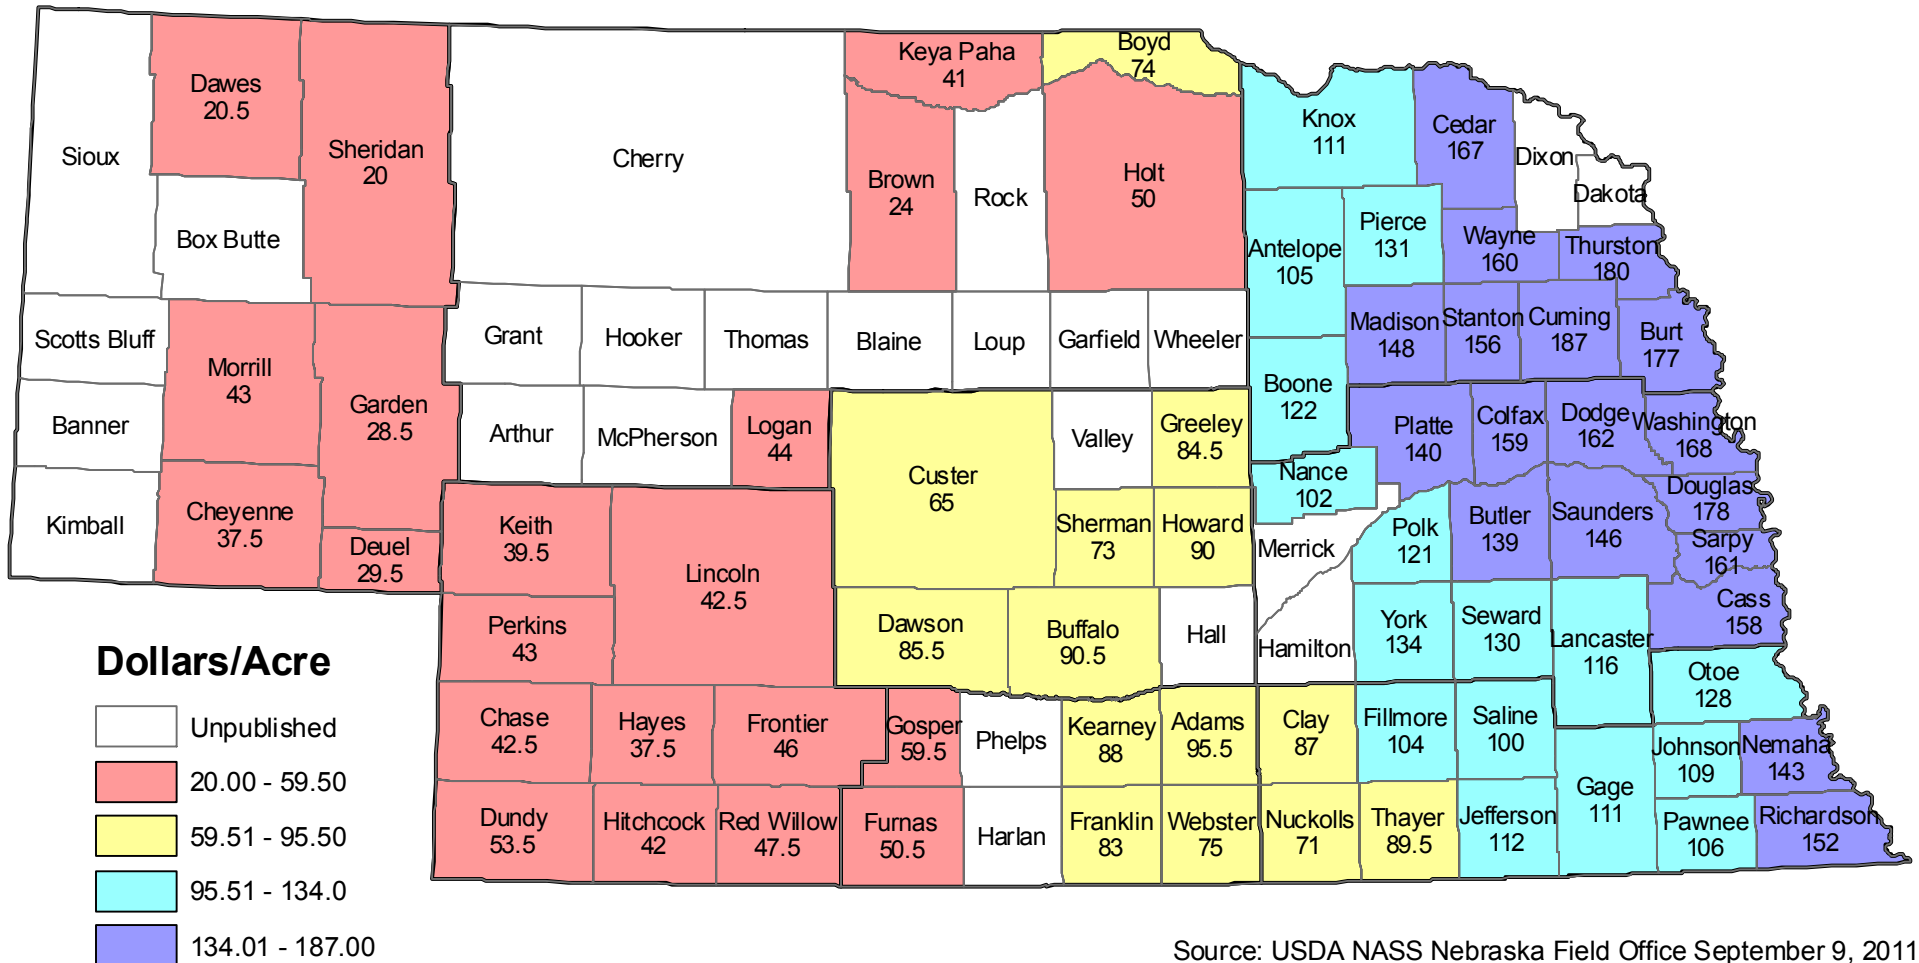 Boyd
74
Keya Paha
41
Dawes
20.5
Sheridan
20
Sioux
Cherry
Knox
111
Cedar
167
Dixon
Dakota
Brown
24
Rock
Holt
50
Box Butte
Pierce
131
Antelope
105
Wayne
160
Thurston
180
Scotts Bluff
Morrill
43
Grant
Hooker
Thomas
Blaine
Loup
Garfield
Wheeler
Madison
148
Stanton
156
Cuming
187
Burt
177
Garden
28.5
Boone
122
Banner
Arthur
McPherson
Logan
44
Custer
65
Valley
Greeley
84.5
Platte
140
Colfax
159
Dodge
162
Washington
168
Nance
102
Kimball
Cheyenne
37.5
Keith
39.5
Sherman
73
Howard
90
Merrick
Polk
121
Butler
139
Saunders
146
Douglas
178
Sarpy
161
Deuel
29.5
Lincoln
42.5
Perkins
43
Dawson
85.5
Buffalo
90.5
Hall
Hamilton
York
134
Seward
130
Lancaster
116
Cass
158
Otoe
128
Chase
42.5
Hayes
37.5
Frontier
46
Gosper
59.5
Phelps
Kearney
88
Adams
95.5
Clay
87
Fillmore
104
Saline
100
Johnson
109
Nemaha
143
Dundy
53.5
Hitchcock
42
Red Willow
47.5
Furnas
50.5
Harlan
Franklin
83
Webster
75
Nuckolls
71
Thayer
89.5
Jefferson
112
Gage
111
Pawnee
106
Richardson
152
Dollars/Acre
Unpublished
20.00 - 59.50
59.51 - 95.50
95.51 - 134.0
134.01 - 187.00
Source: USDA NASS Nebraska Field Office September 9, 2011